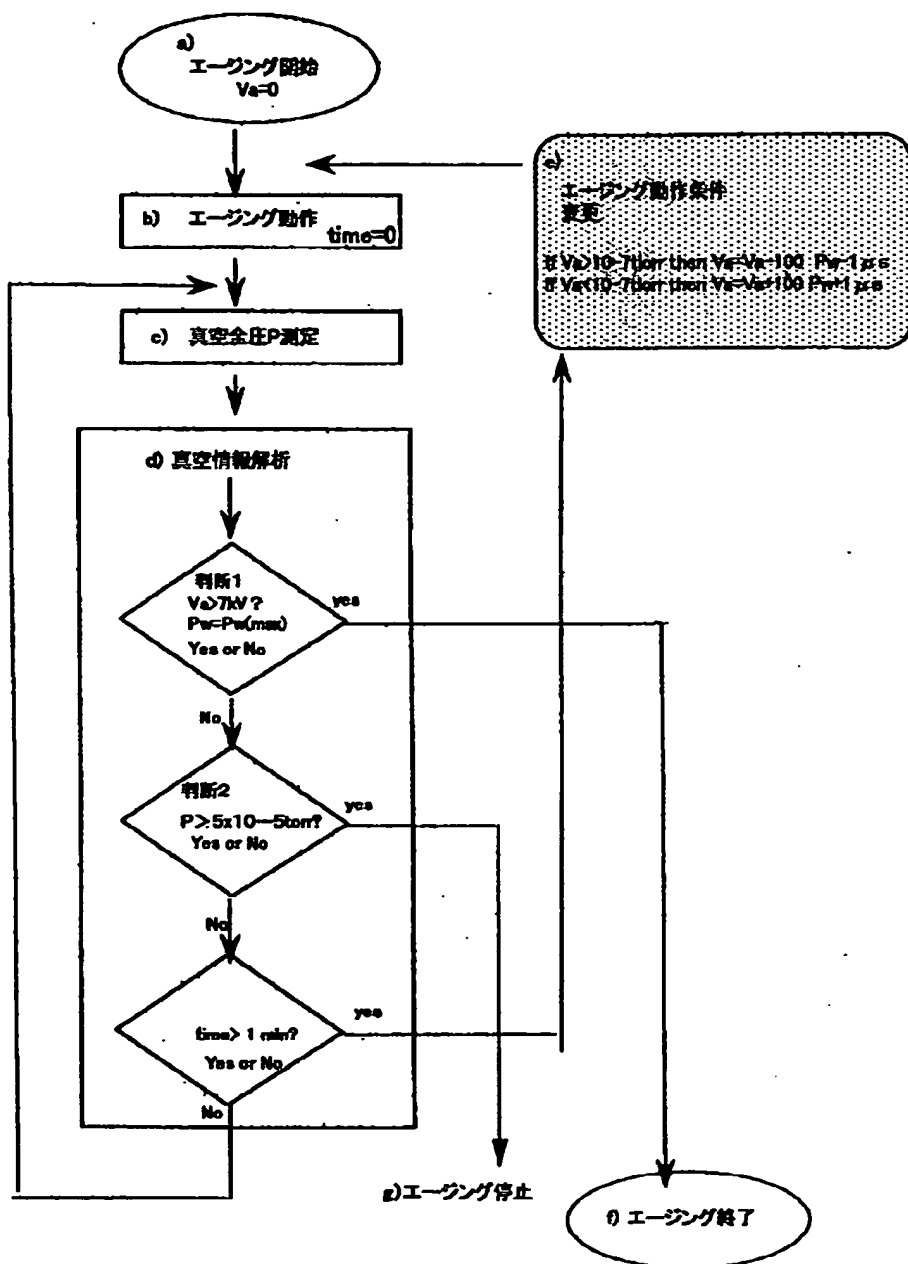 a)
エージング開始
Va=0
b) エージング動作
time=0
c) 真空全圧P測定
d) 真空情報解析
判断1
Va>7kV?
Pw=Pw(max)
Yes or No
yes
No
判断2
P>5x10-5torr?
Yes or No
yes
No
time> 1 min?
Yes or No
yes
No
e)
エージング動作条件
変更
If Va>10-7torr then Va=Va-100 Pw-1μs
If Va<10-7torr then Va=Va+100 Pw+1μs
g)エージング停止
f) エージング終了